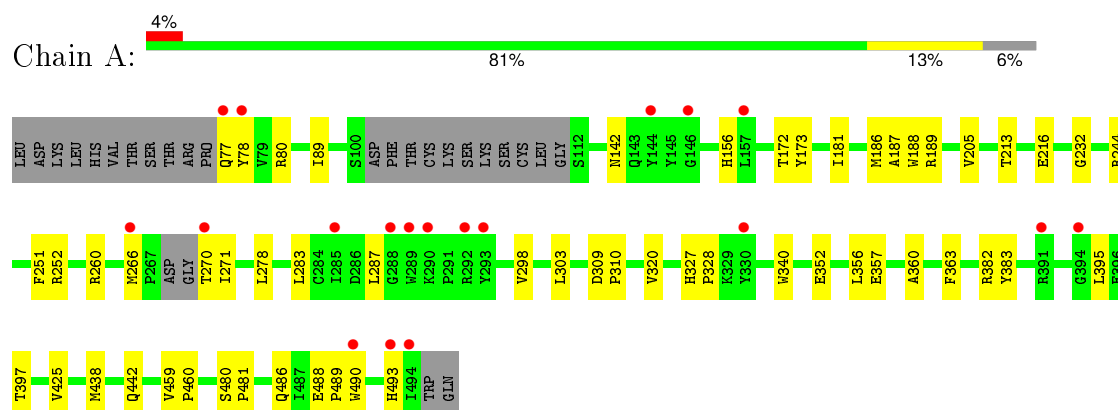 4%
Chain A:
81% 13% 6%
LEU ASP LYS LEU HIS VAL THR SER THR ARG PRO Q77 Y78 V79 R80 I89 S100 ASP PHE THR CYS LYS SER LYS SER CYS LEU GLY S112 N142 Q143 Y144 Y145 G146 H156 L157 T172 Y173 I181 M186 A187 W188 R189 V205 T213 E216 G232
F251 R252 R260 M266 P267 ASP GLY T270 I271 L278 L283 C284 I285 D286 L287 G288 W289 K290 P291 R292 Y293 V298 L303 D309 P310 V320 H327 P328 K329 Y330 W340 E352 L356 E357 A360 F363 R382 Y383 R391 G394 L395
T397 V425 M438 Q442 V459 P460 S480 P481 Q486 I487 E488 P489 W490 H493 I494 TRP GLN